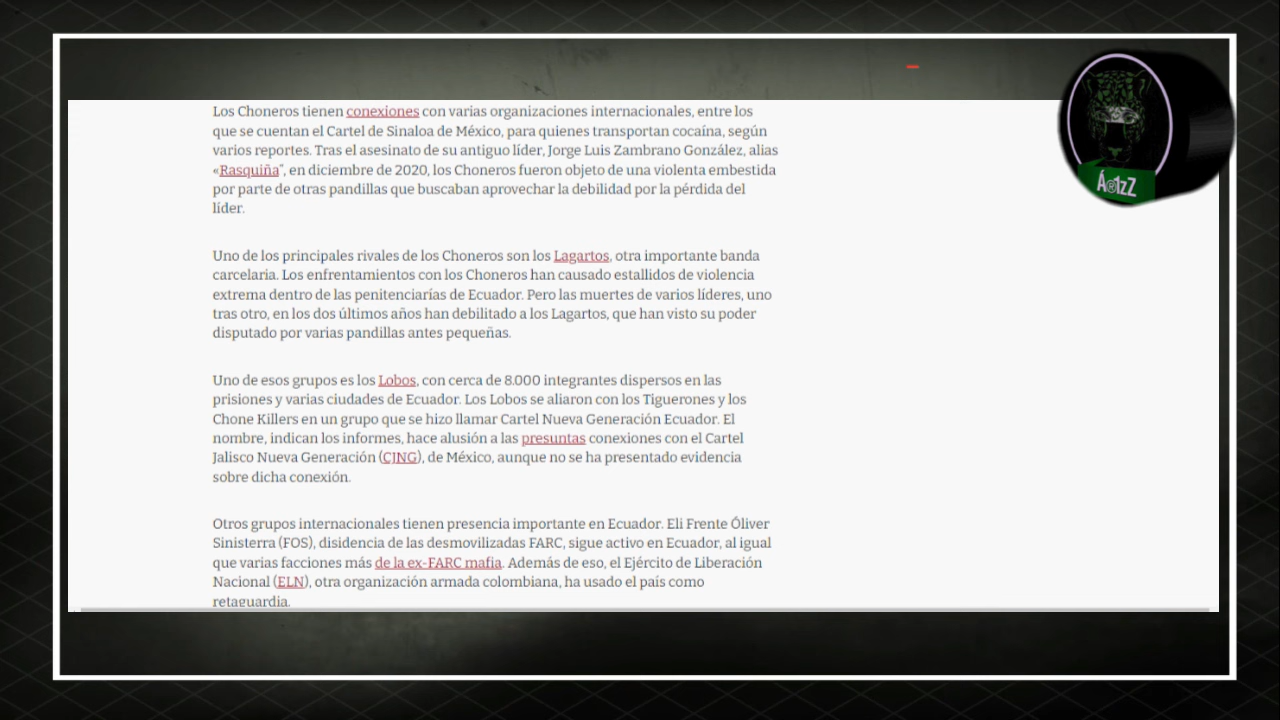 Los Choneros tienen conexiones con varias organizaciones internacionales, entre los
que se cuentan el Cartel de Sinaloa de México, para quienes transportan cocaína, según
varios reportes. Tras el asesinato de su antiguo líder, Jorge Luis Zambrano González, alias
«Rasquiña", en diciembre de 2020, los Choneros fueron objeto de una violenta embestida
por parte de otras pandillas que buscaban aprovechar la debilidad por la pérdida del
líder.
Uno de los principales rivales de los Choneros son los Lagartos, otra importante banda
carcelaria. Los enfrentamientos con los Choneros han causado estallidos de violencia
extrema dentro de las penitenciarías de Ecuador. Pero las muertes de varios líderes, uno
tras otro, en los dos últimos años han debilitado a los Lagartos, que han visto su poder
disputado por varias pandillas antes pequeñas.
Uno de esos grupos es los Lobos, con cerca de 8.000 integrantes dispersos en las
prisiones y varias ciudades de Ecuador. Los Lobos se aliaron con los Tiguerones y los
Chone Killers en un grupo que se hizo llamar Cartel Nueva Generación Ecuador. El
nombre, indican los informes, hace alusión a las presuntas conexiones con el Cartel
Jalisco Nueva Generación (CJNG), de México, aunque no se ha presentado evidencia
sobre dicha conexión.
Otros grupos internacionales tienen presencia importante en Ecuador. Eli Frente Óliver
Sinisterra (FOS), disidencia de las desmovilizadas FARC, sigue activo en Ecuador, al igual
que varias facciones más de la ex-FARC mafia. Además de eso, el Ejército de Liberación
Nacional (ELN), otra organización armada colombiana, ha usado el país como
retaguardia.